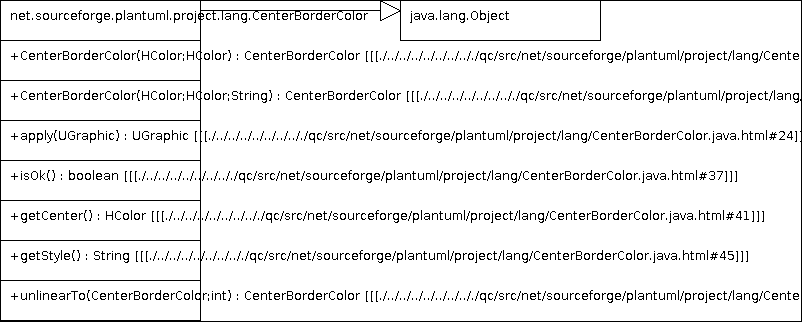 net.sourceforge.plantuml.project.lang.CenterBorderColor
java.lang.Object
+CenterBorderColor(HColor;HColor) : CenterBorderColor [[[./../../../../../../../../qc/src/net/sourceforge/plantuml/project/lang/Cente
+CenterBorderColor(HColor;HColor;String) : CenterBorderColor [[[./../../../../../../../../qc/src/net/sourceforge/plantuml/project/lang/
+apply(UGraphic) : UGraphic [[[./../../../../../../../../qc/src/net/sourceforge/plantuml/project/lang/CenterBorderColor.java.html#24]]]
+isOk() : boolean [[[./../../../../../../../../qc/src/net/sourceforge/plantuml/project/lang/CenterBorderColor.java.html#37]]]
+getCenter() : HColor [[[./../../../../../../../../qc/src/net/sourceforge/plantuml/project/lang/CenterBorderColor.java.html#41]]]
+getStyle() : String [[[./../../../../../../../../qc/src/net/sourceforge/plantuml/project/lang/CenterBorderColor.java.html#45]]]
+unlinearTo(CenterBorderColor;int) : CenterBorderColor [[[./../../../../../../../../qc/src/net/sourceforge/plantuml/project/lang/Cente